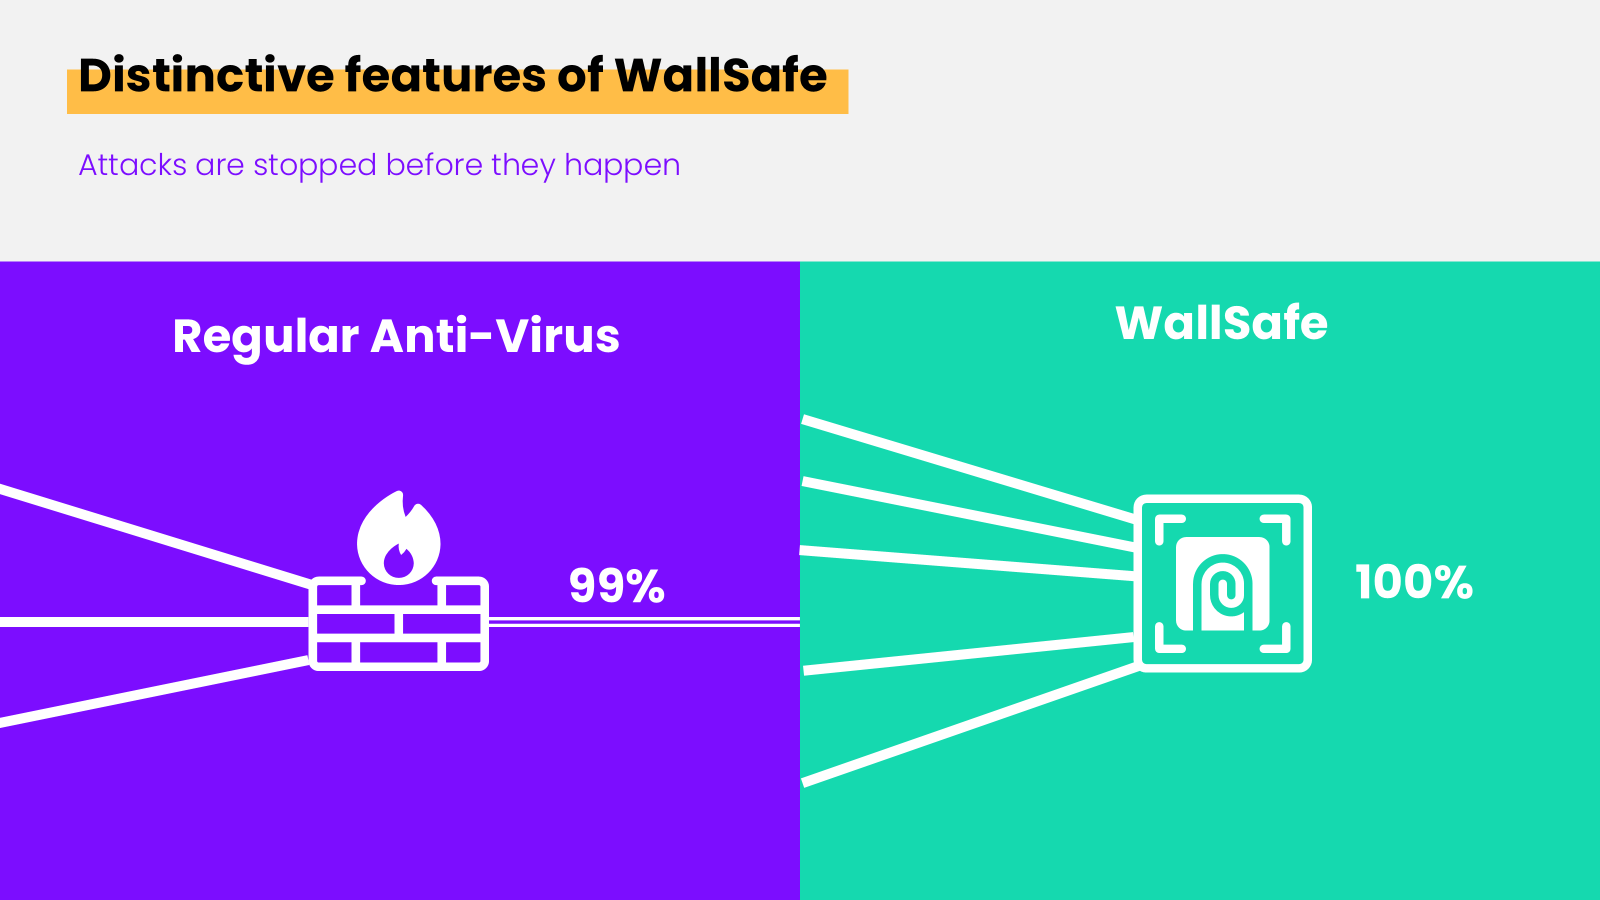 Distinctive features of WallSafe
Attacks are stopped before they happen
Regular Anti-Virus
99%
WallSafe
100%